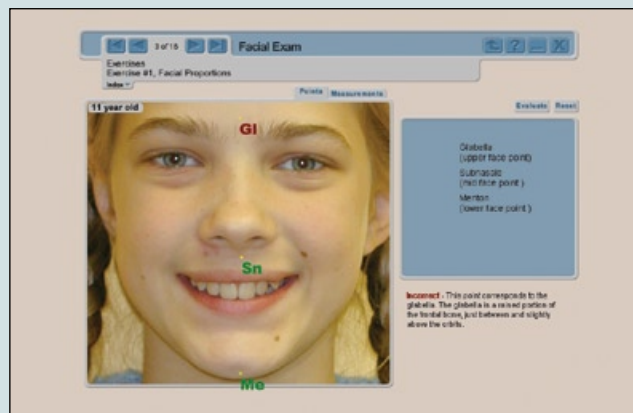 3 of 15
Facial Exam
Exercises
Exercise #1, Facial Proportions
Index
Points
Measurements
Evaluate
Reset
11 year old
Gl
Sn
Me
Glabella
(upper face point)
Subnasale
(mid face point )
Menton
(lower face point )
Incorrect - This point corresponds to the
glabella. The glabella is a raised portion of
the frontal bone, just between and slightly
above the orbits.